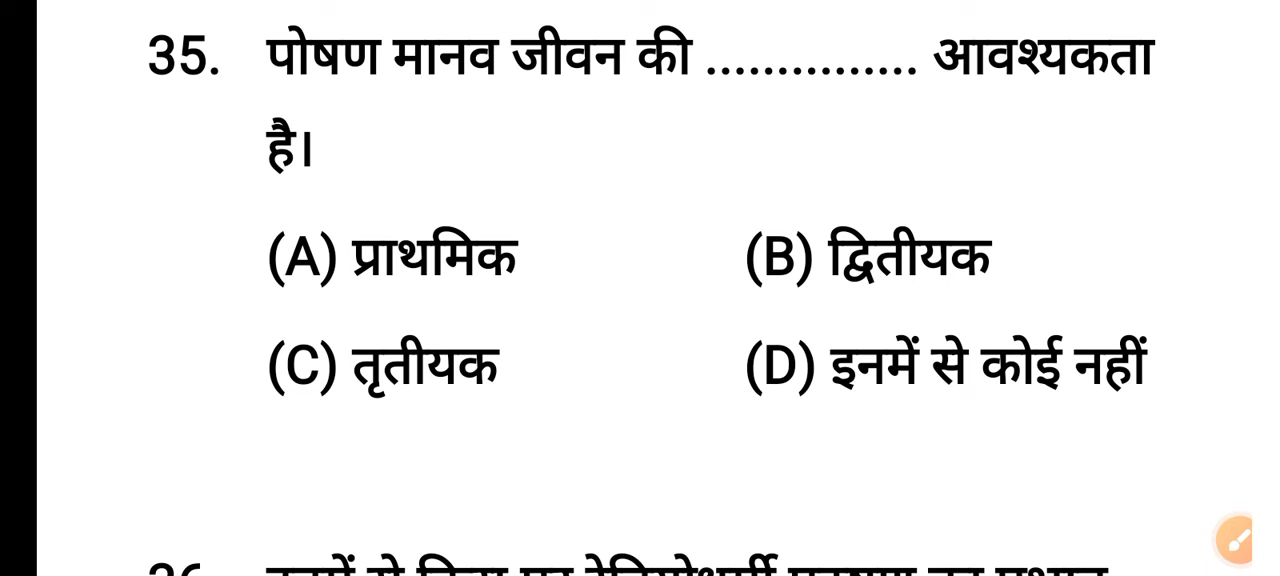 35. पोषण मानव जीवन की ............... आवश्यकता
है।
(A) प्राथमिक (B) द्वितीयक
(C) तृतीयक (D) इनमें से कोई नहीं